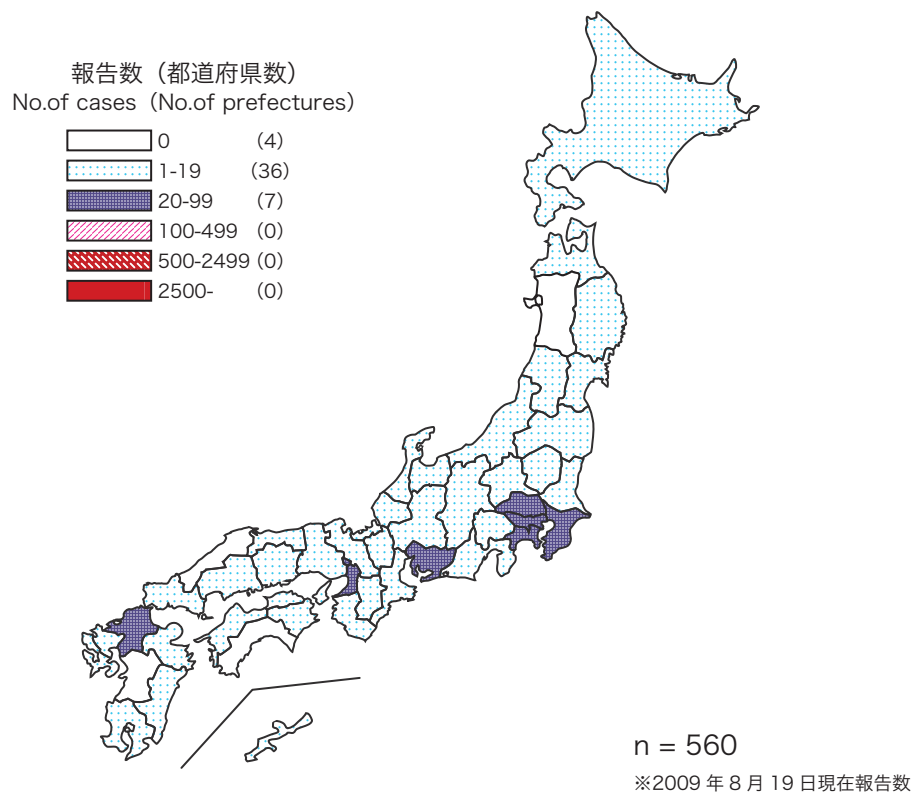 報告数（都道府県数）
No.of cases（No.of prefectures）
0 (4)
1-19 (36)
20-99 (7)
100-499 (0)
500-2499 (0)
2500- (0)
n = 560
※2009 年 8 月 19 日現在報告数